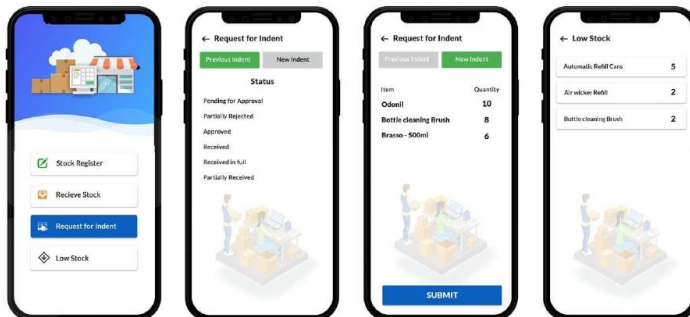 Stock Register
Recieve Stock
Request for Indent
Low Stock
← Request for Indent
Previous Indent New Indent
Status
Pending for Approval
Partially Rejected
Approved
Received
Received in full
Partially Received
← Request for Indent
Previous Indent New Indent
Item Quantity
Odonil 10
Bottle cleaning Brush 8
Brasso - 500ml 6
SUBMIT
← Low Stock
Automatic Refill Cans 5
Air wicker Refill 2
Bottle cleaning Brush 2